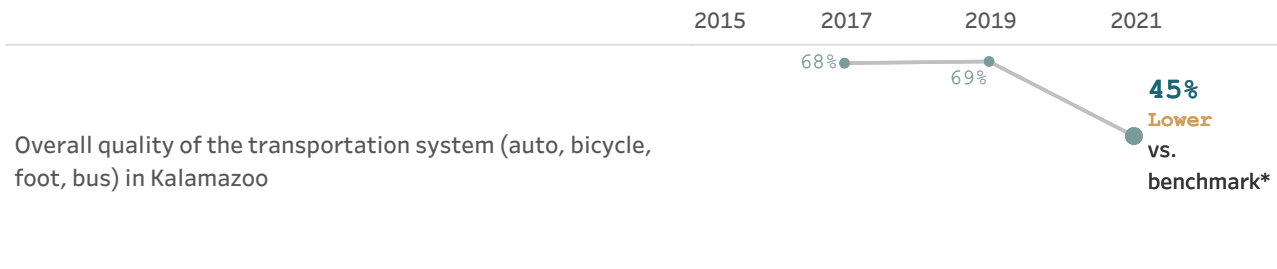 2015 2017 2019 2021
68%
69%
45%
Lower
vs.
benchmark*
Overall quality of the transportation system (auto, bicycle,
foot, bus) in Kalamazoo